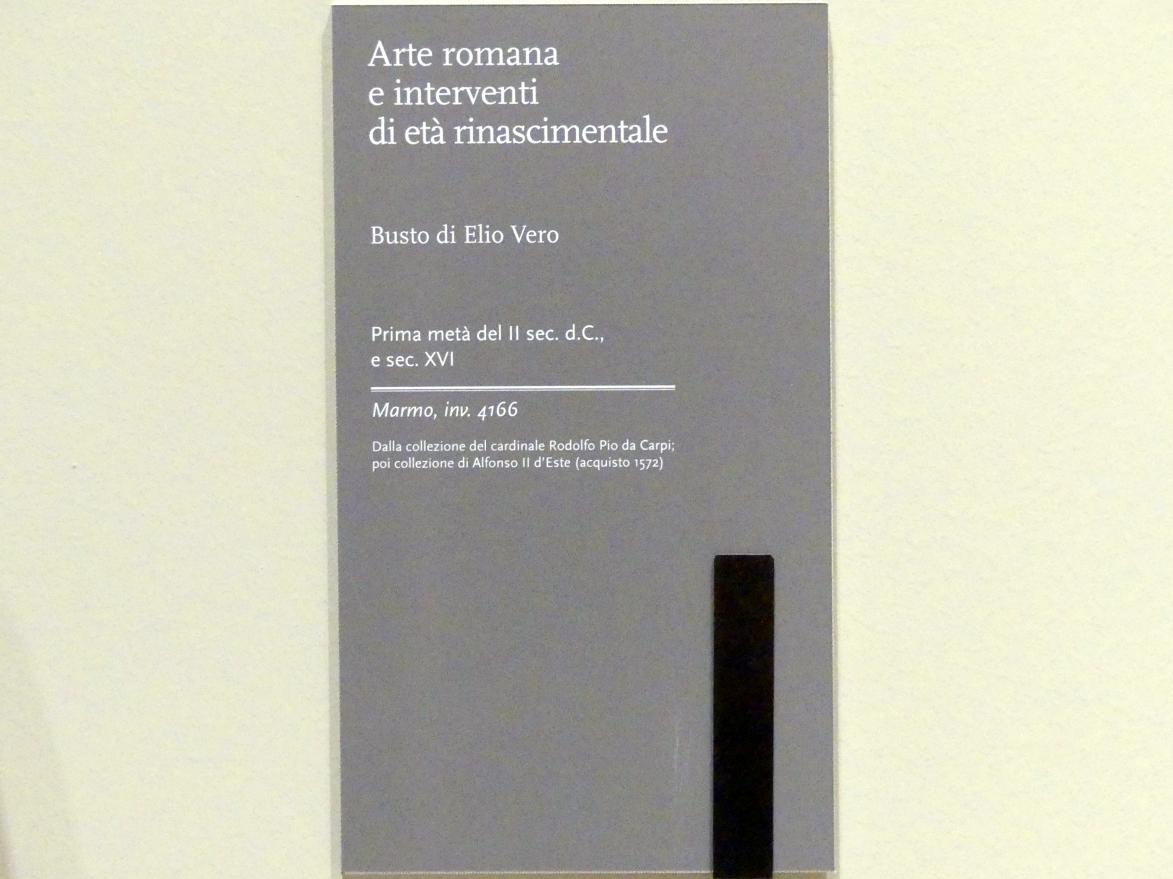 Arte romana
e interventi
di età rinascimentale
Busto di Elio Vero
Prima metà del II sec. d.C.,
e sec. XVI
Marmo, inv. 4166
Dalla collezione del cardinale Rodolfo Pio da Carpi;
poi collezione di Alfonso II d'Este (acquisto 1572)